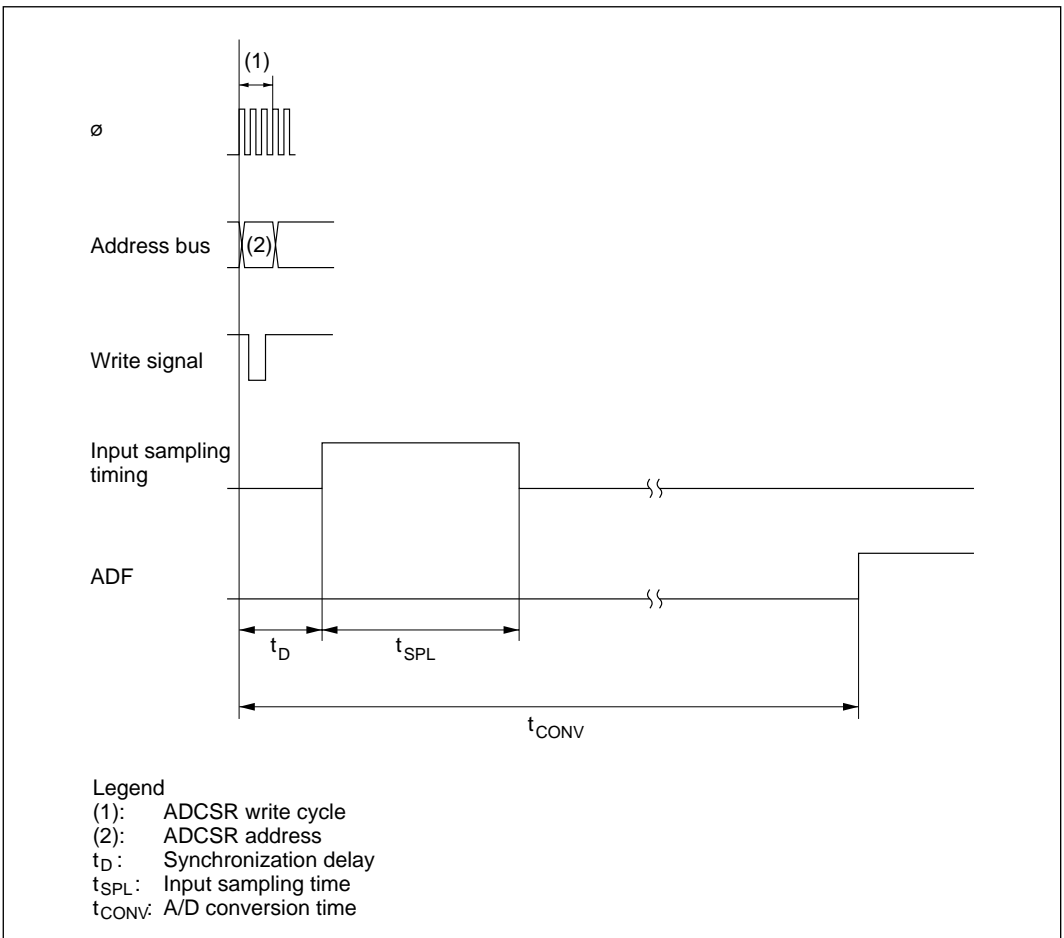 (1)
ø
Address bus
(2)
Write signal
Input sampling
timing
ADF
tD
tSPL
tCONV
Legend
(1): ADCSR write cycle
(2): ADCSR address
tD : Synchronization delay
tSPL : Input sampling time
tCONV: A/D conversion time